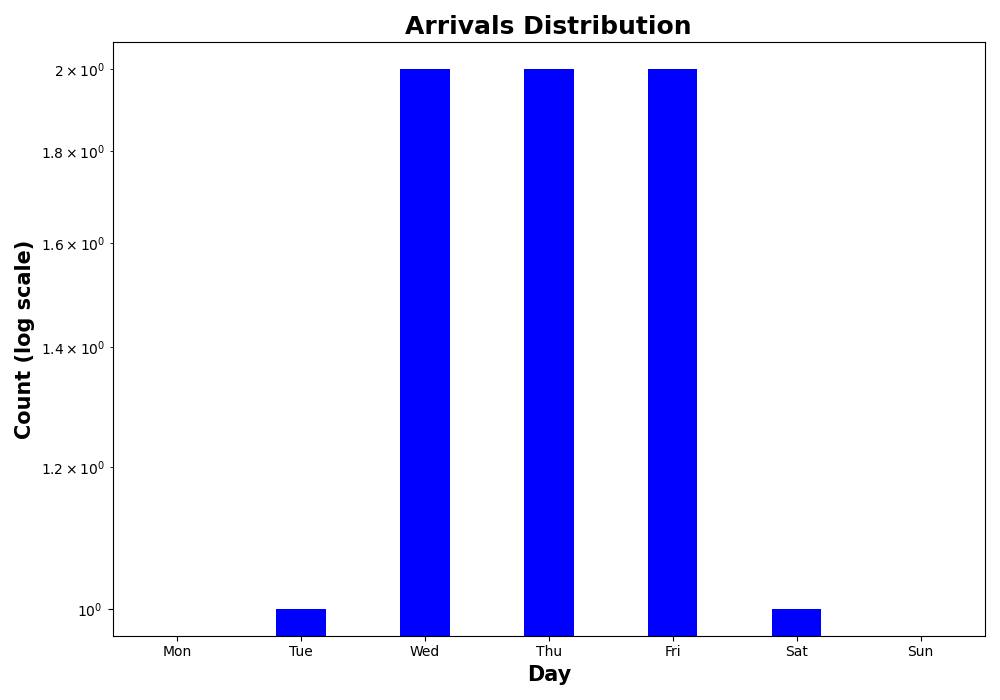 Arrivals Distribution
2 × 10⁰
1.8 × 10⁰
1.6 × 10⁰
1.4 × 10⁰
1.2 × 10⁰
10⁰
Count (log scale)
Mon Tue Wed Thu Fri Sat Sun
Day